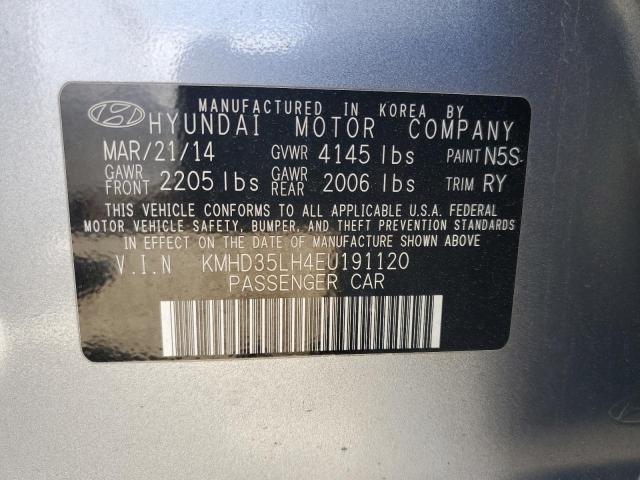 MANUFACTURED IN KOREA BY
HYUNDAI MOTOR COMPANY
MAR/21/14 GVWR 4145 lbs PAINT N5S
GAWR FRONT 2205 lbs GAWR REAR 2006 lbs TRIM RY
THIS VEHICLE CONFORMS TO ALL APPLICABLE U.S.A. FEDERAL
MOTOR VEHICLE SAFETY, BUMPER, AND THEFT PREVENTION STANDARDS
IN EFFECT ON THE DATE OF MANUFACTURE SHOWN ABOVE
V.I.N KMHD35LH4EU191120
PASSENGER CAR